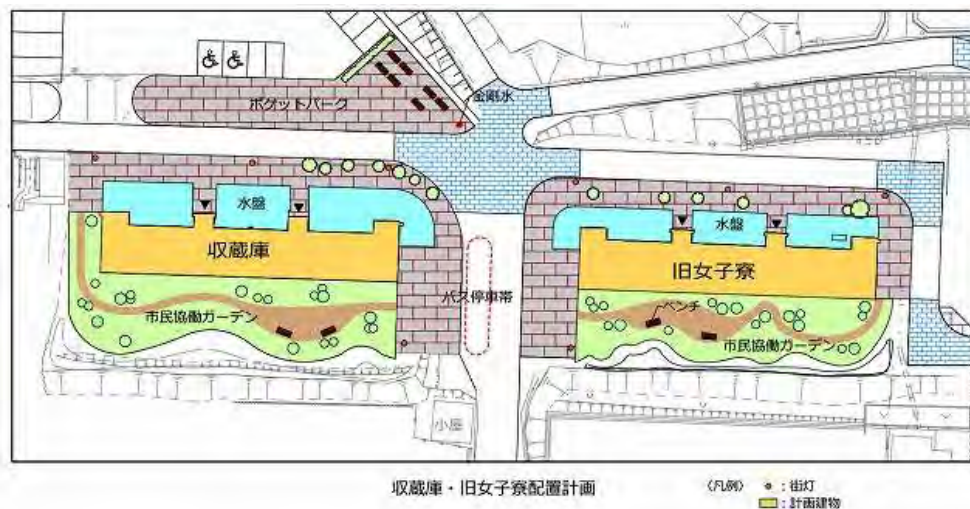 ポケットパーク
金剛水
水盤
収蔵庫
市民協働ガーデン
バス停車帯
水盤
旧女子寮
ベンチ
市民協働ガーデン
小屋
収蔵庫・旧女子寮配置計画
〈凡例〉 : 街灯
: 計画建物